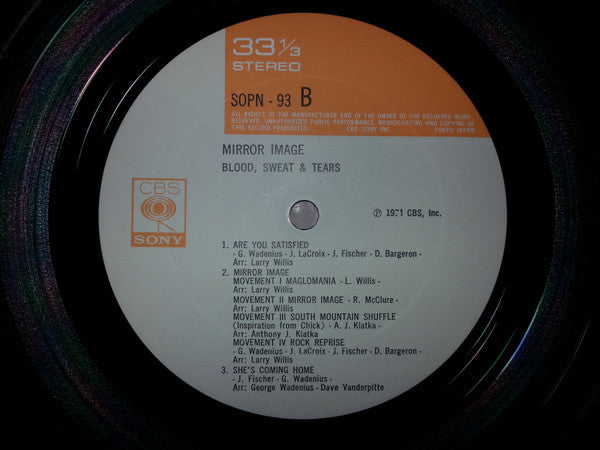 33 1/3
STEREO
SOPN - 93 B
ALL RIGHTS OF THE MANUFACTURER AND OF THE OWNER OF THE RECORDED WORK
RESERVED. UNAUTHORIZED PUBLIC PERFORMANCE, BROADCASTING AND COPYING OF
THIS RECORD PROHIBITED CBS SONY INC. TOKYO JAPAN
MIRROR IMAGE
BLOOD, SWEAT & TEARS
CBS
SONY
Ⓟ 1971 CBS, Inc.
1. ARE YOU SATISFIED
- G. Wadenius - J. LaCroix - J. Fischer - D. Bargeron -
Arr: Larry Willis
2. MIRROR IMAGE
MOVEMENT I MAGLOMANIA - L. Willis -
Arr: Larry Willis
MOVEMENT II MIRROR IMAGE - R. McClure -
Arr: Larry Willis
MOVEMENT III SOUTH MOUNTAIN SHUFFLE
(Inspiration from Chick) - A. J. Klatka -
Arr: Anthony J. Klatka
MOVEMENT IV ROCK REPRISE
- G. Wadenius - J. LaCroix - J. Fischer - D. Bargeron -
Arr: Larry Willis
3. SHE'S COMING HOME
- J. Fischer - G. Wadenius -
Arr: George Wadenius - Dave Vanderpitte